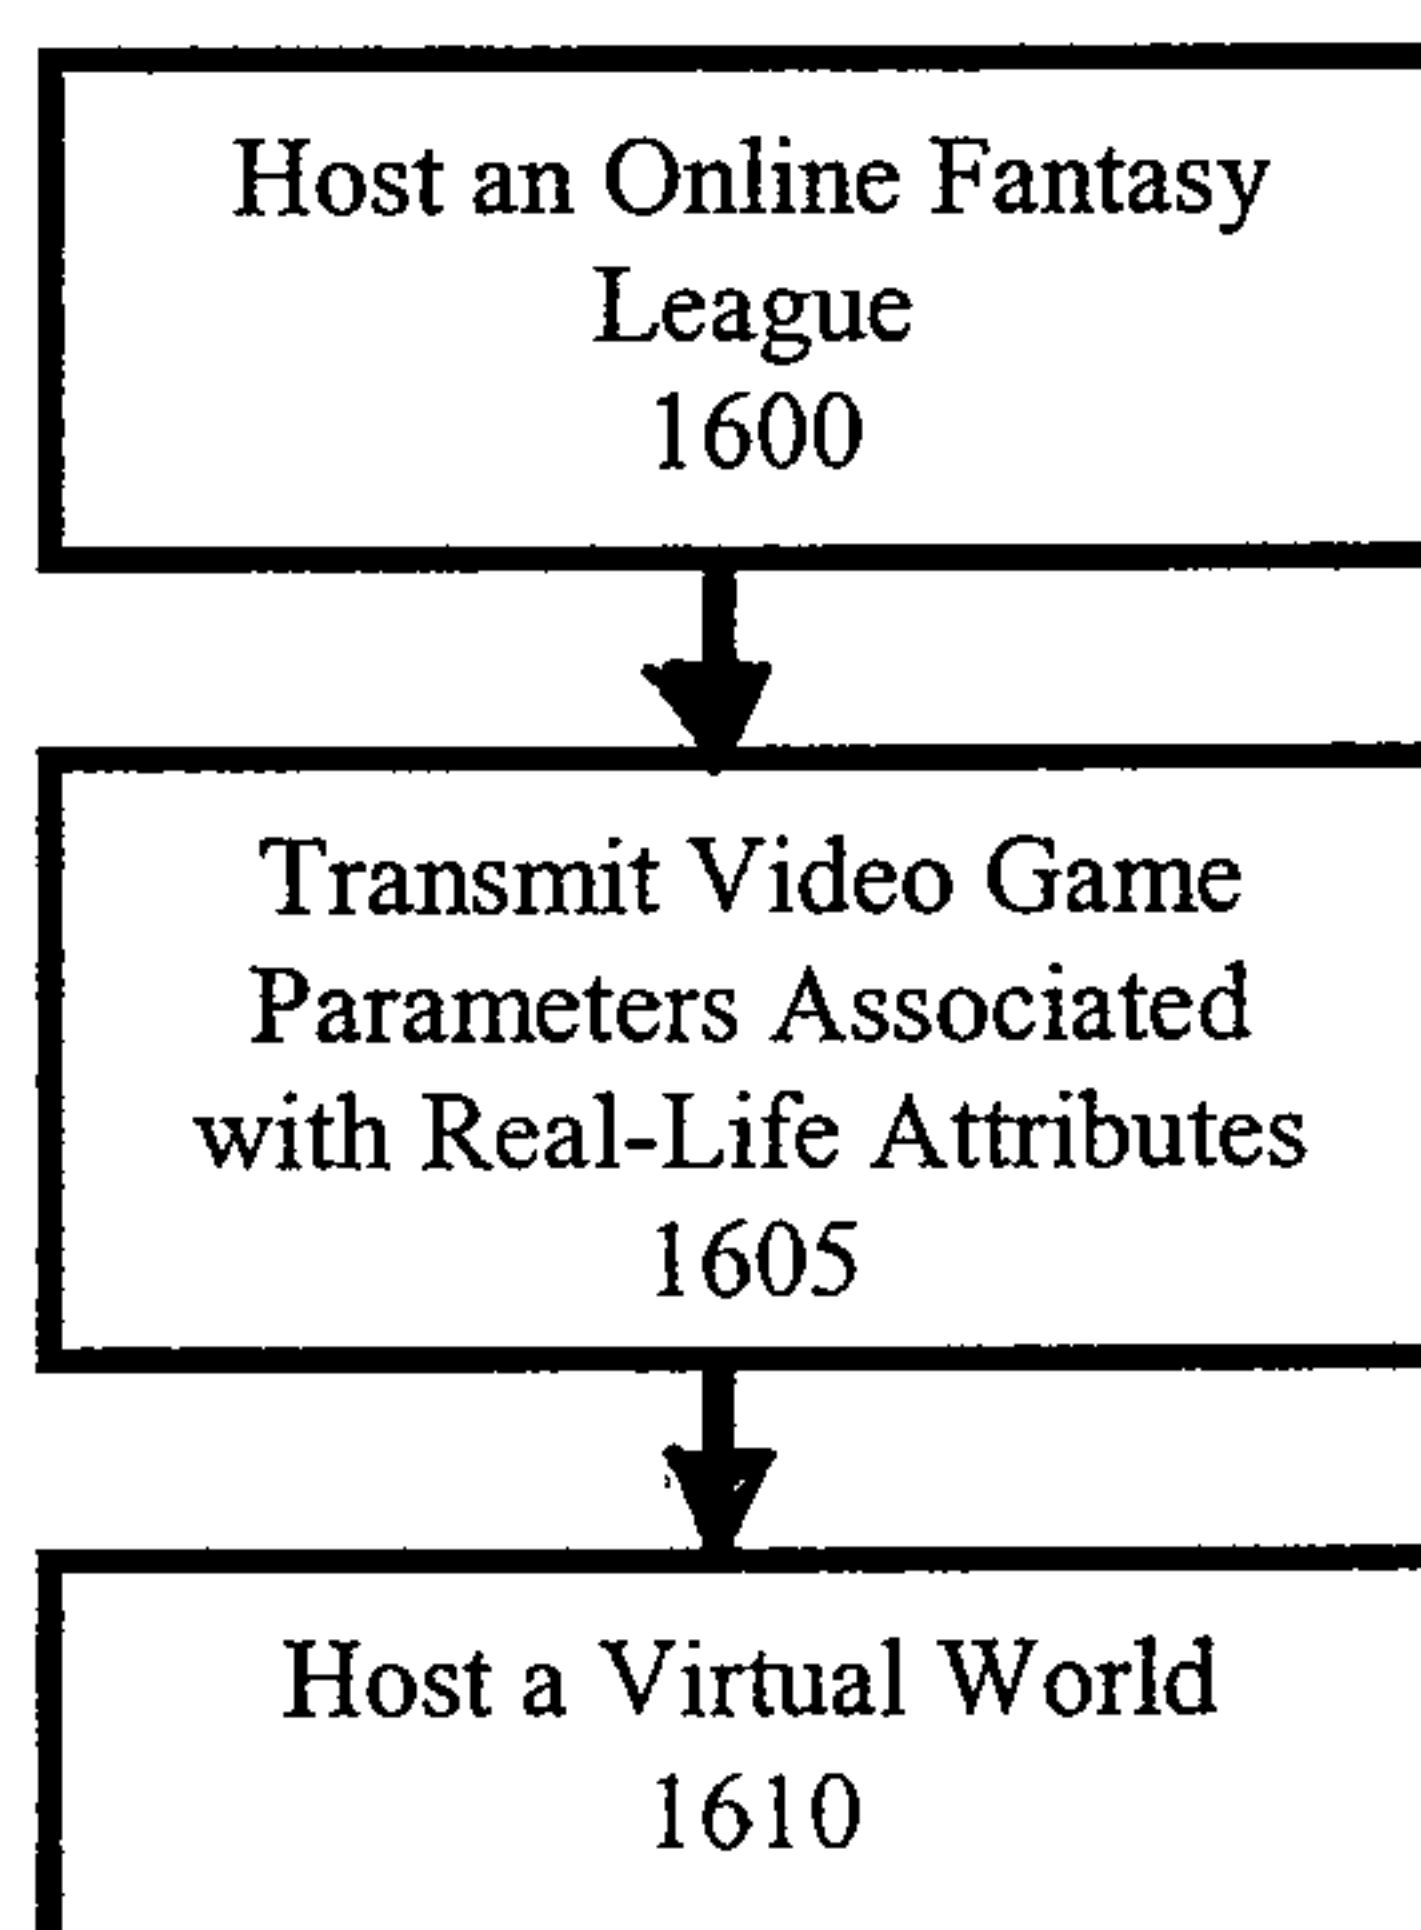 Host an Online Fantasy
League
1600
Transmit Video Game
Parameters Associated
with Real-Life Attributes
1605
Host a Virtual World
1610